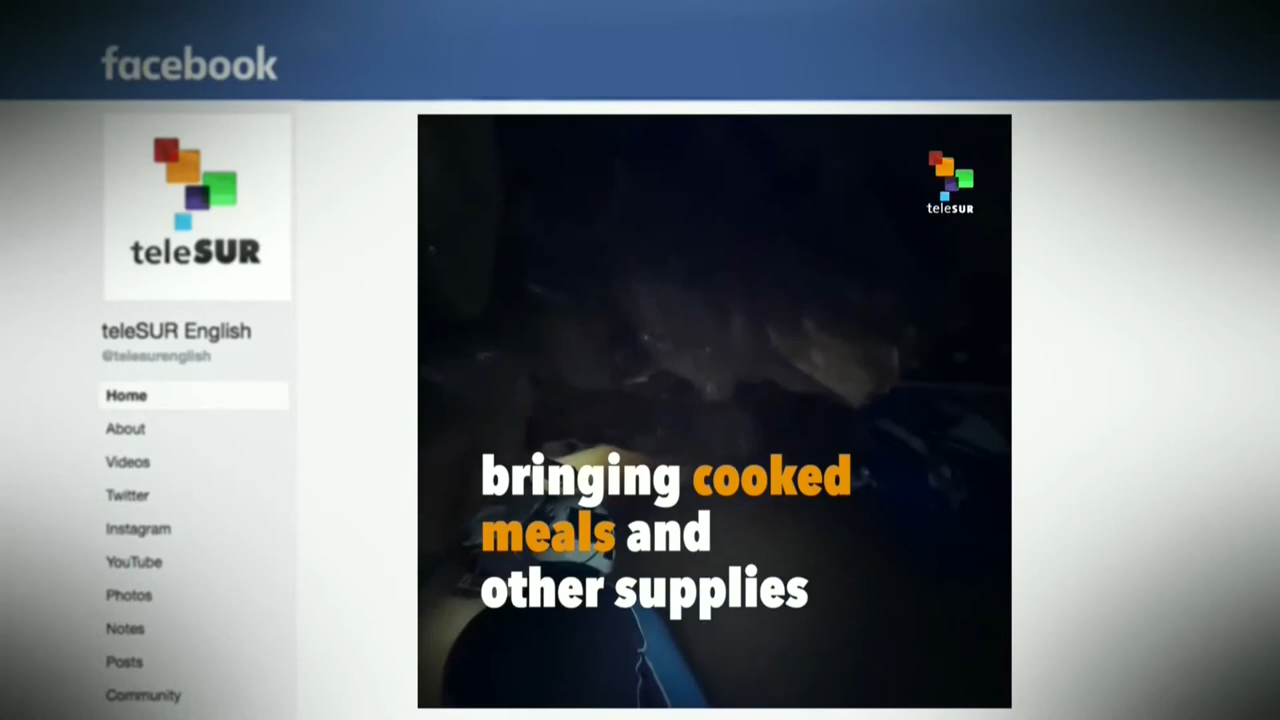 facebook
teleSUR
teleSUR English
@telesurenglish
Home
About
Videos
Twitter
Instagram
YouTube
Photos
Notes
Posts
Community
teleSUR
bringing cooked
meals and
other supplies